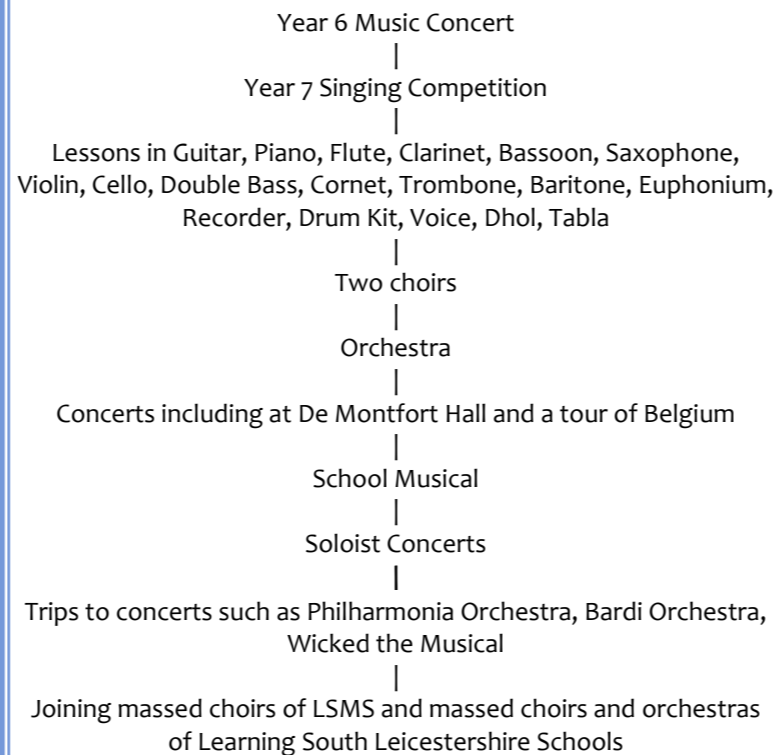 Year 6 Music Concert
|
Year 7 Singing Competition
|
Lessons in Guitar, Piano, Flute, Clarinet, Bassoon, Saxophone,
Violin, Cello, Double Bass, Cornet, Trombone, Baritone, Euphonium,
Recorder, Drum Kit, Voice, Dhol, Tabla
|
Two choirs
|
Orchestra
|
Concerts including at De Montfort Hall and a tour of Belgium
|
School Musical
|
Soloist Concerts
|
Trips to concerts such as Philharmonia Orchestra, Bardi Orchestra,
Wicked the Musical
|
Joining massed choirs of LSMS and massed choirs and orchestras
of Learning South Leicestershire Schools